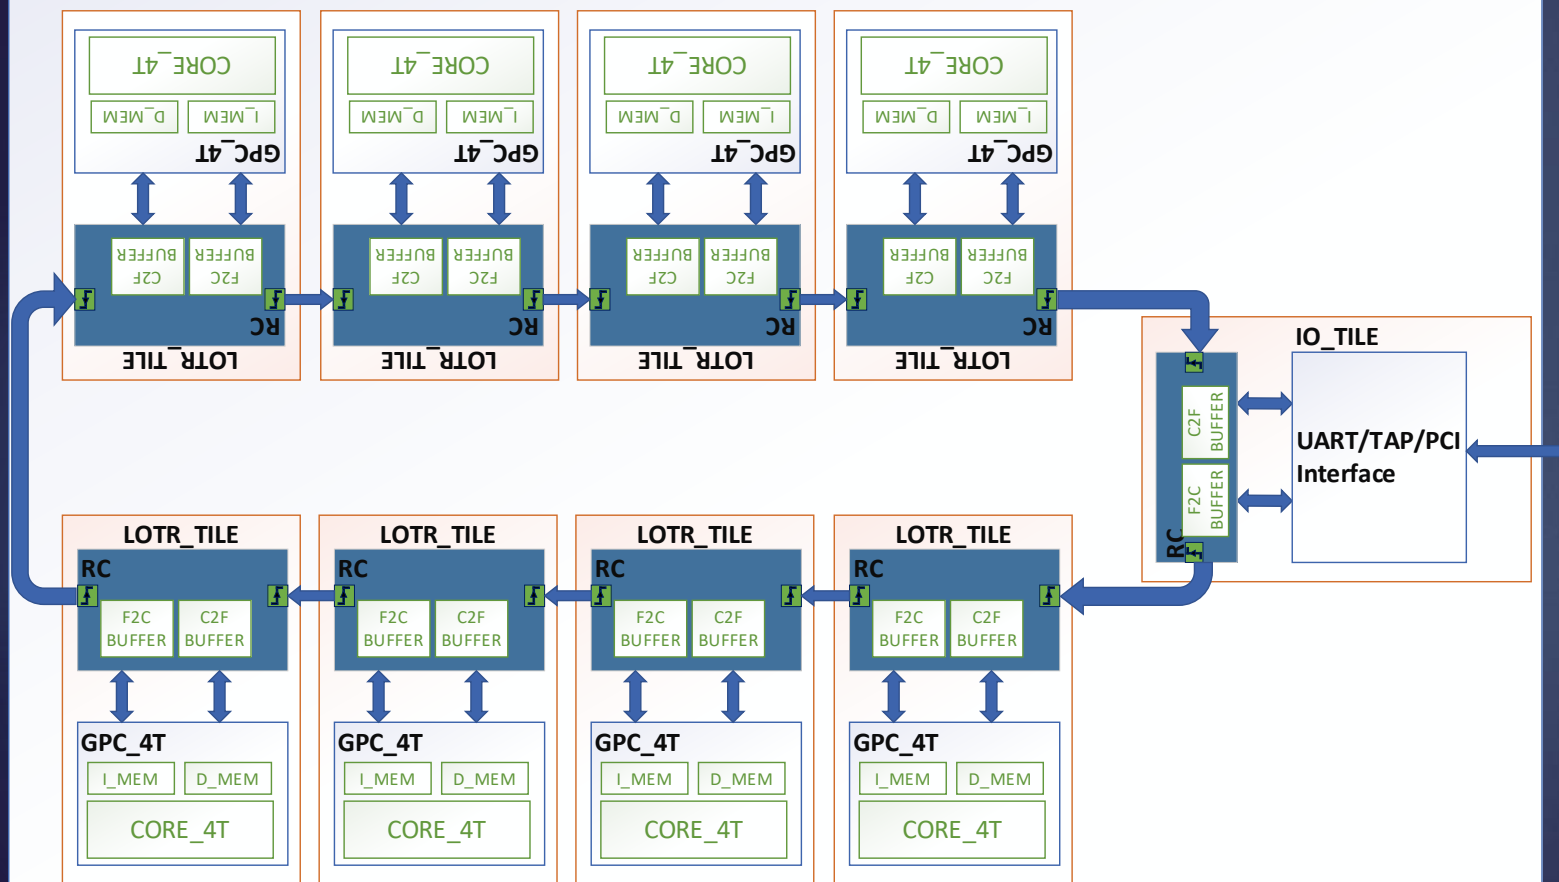 CORE_4T
D_MEM I_MEM
GPC_4T
C2F BUFFER
F2C BUFFER
RC
LOTR_TILE
CORE_4T
D_MEM I_MEM
GPC_4T
C2F BUFFER
F2C BUFFER
RC
LOTR_TILE
CORE_4T
D_MEM I_MEM
GPC_4T
C2F BUFFER
F2C BUFFER
RC
LOTR_TILE
CORE_4T
D_MEM I_MEM
GPC_4T
C2F BUFFER
F2C BUFFER
RC
LOTR_TILE
IO_TILE
C2F
BUFFER
F2C
BUFFER
RC
UART/TAP/PCI
Interface
LOTR_TILE
RC
F2C
BUFFER
C2F
BUFFER
GPC_4T
I_MEM D_MEM
CORE_4T
LOTR_TILE
RC
F2C
BUFFER
C2F
BUFFER
GPC_4T
I_MEM D_MEM
CORE_4T
LOTR_TILE
RC
F2C
BUFFER
C2F
BUFFER
GPC_4T
I_MEM D_MEM
CORE_4T
LOTR_TILE
RC
F2C
BUFFER
C2F
BUFFER
GPC_4T
I_MEM D_MEM
CORE_4T